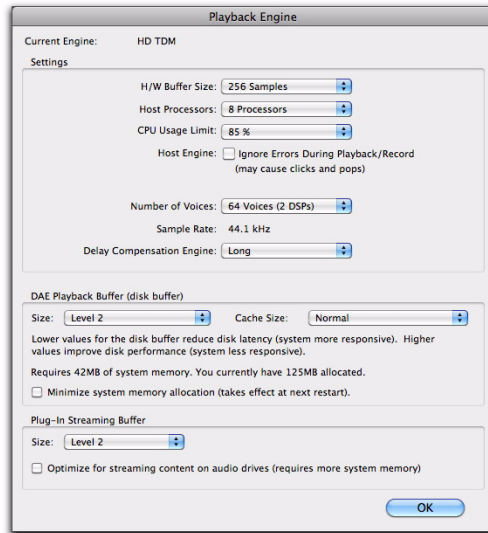 Playback Engine
Current Engine: HD TDM
Settings
H/W Buffer Size: 256 Samples
Host Processors: 8 Processors
CPU Usage Limit: 85 %
Host Engine: Ignore Errors During Playback/Record
(may cause clicks and pops)
Number of Voices: 64 Voices (2 DSPs)
Sample Rate: 44.1 kHz
Delay Compensation Engine: Long
DAE Playback Buffer (disk buffer)
Size: Level 2 Cache Size: Normal
Lower values for the disk buffer reduce disk latency (system more responsive). Higher
values improve disk performance (system less responsive).
Requires 42MB of system memory. You currently have 125MB allocated.
Minimize system memory allocation (takes effect at next restart).
Plug-In Streaming Buffer
Size: Level 2
Optimize for streaming content on audio drives (requires more system memory)
OK